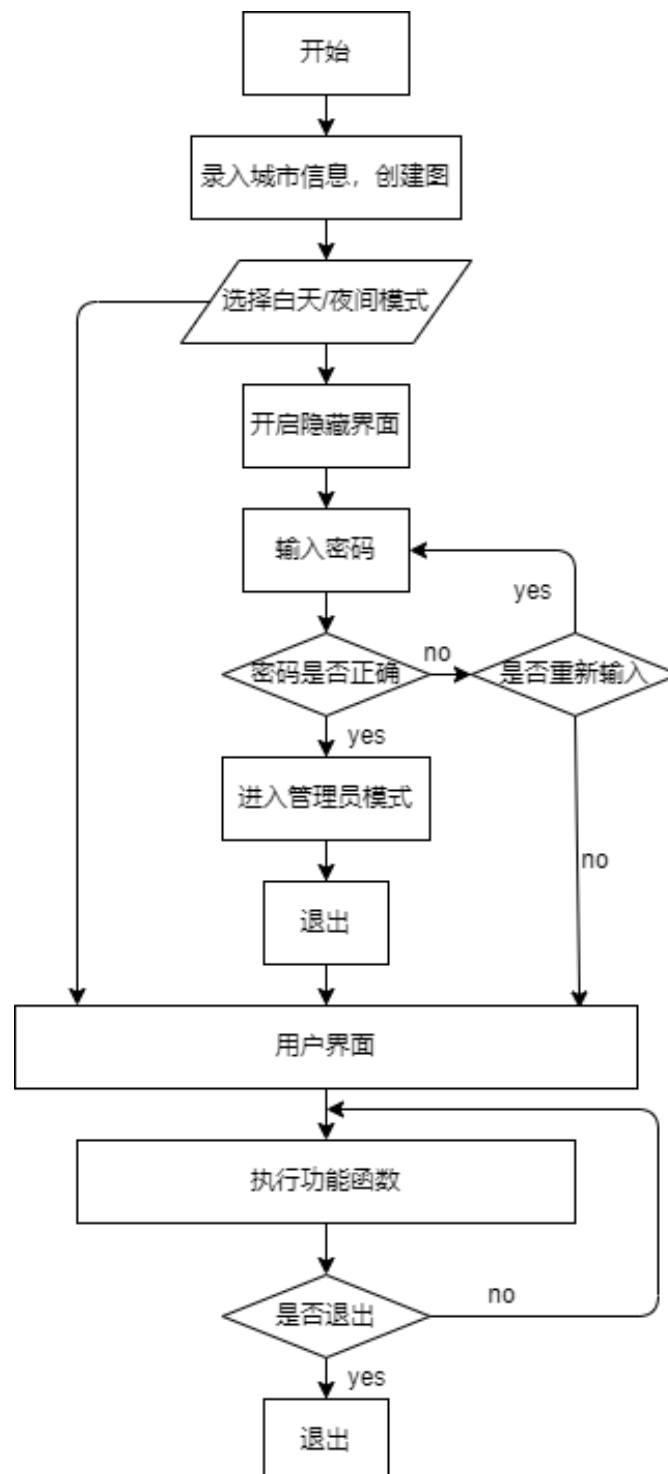 开始
录入城市信息，创建图
选择白天/夜间模式
开启隐藏界面
输入密码
yes
密码是否正确
no
是否重新输入
yes
进入管理员模式
no
退出
用户界面
执行功能函数
是否退出
no
yes
退出